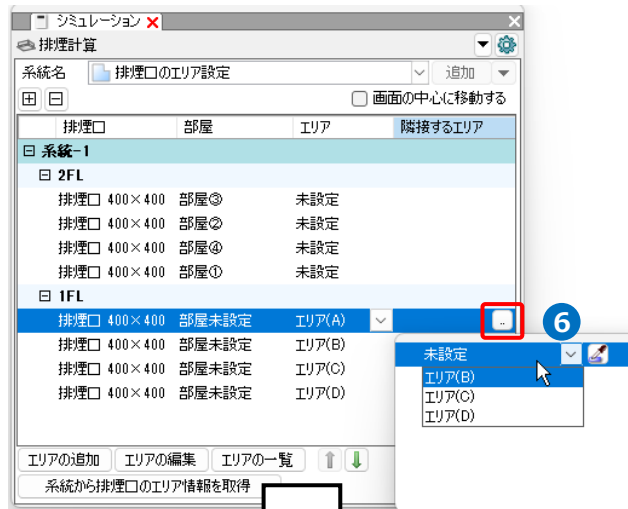 シミュレーション
排煙計算
系統名 排煙口のエリア設定 追加
画面の中心に移動する
排煙口 部屋 エリア 隣接するエリア
系統-1
2FL
排煙口 400×400 部屋③ 未設定
排煙口 400×400 部屋② 未設定
排煙口 400×400 部屋④ 未設定
排煙口 400×400 部屋① 未設定
1FL
排煙口 400×400 部屋未設定 エリア(A) ..
6
排煙口 400×400 部屋未設定 エリア(B)
排煙口 400×400 部屋未設定 エリア(C)
排煙口 400×400 部屋未設定 エリア(D)
未設定
エリア(B)
エリア(C)
エリア(D)
エリアの追加 エリアの編集 エリアの一覧
系統から排煙口のエリア情報を取得